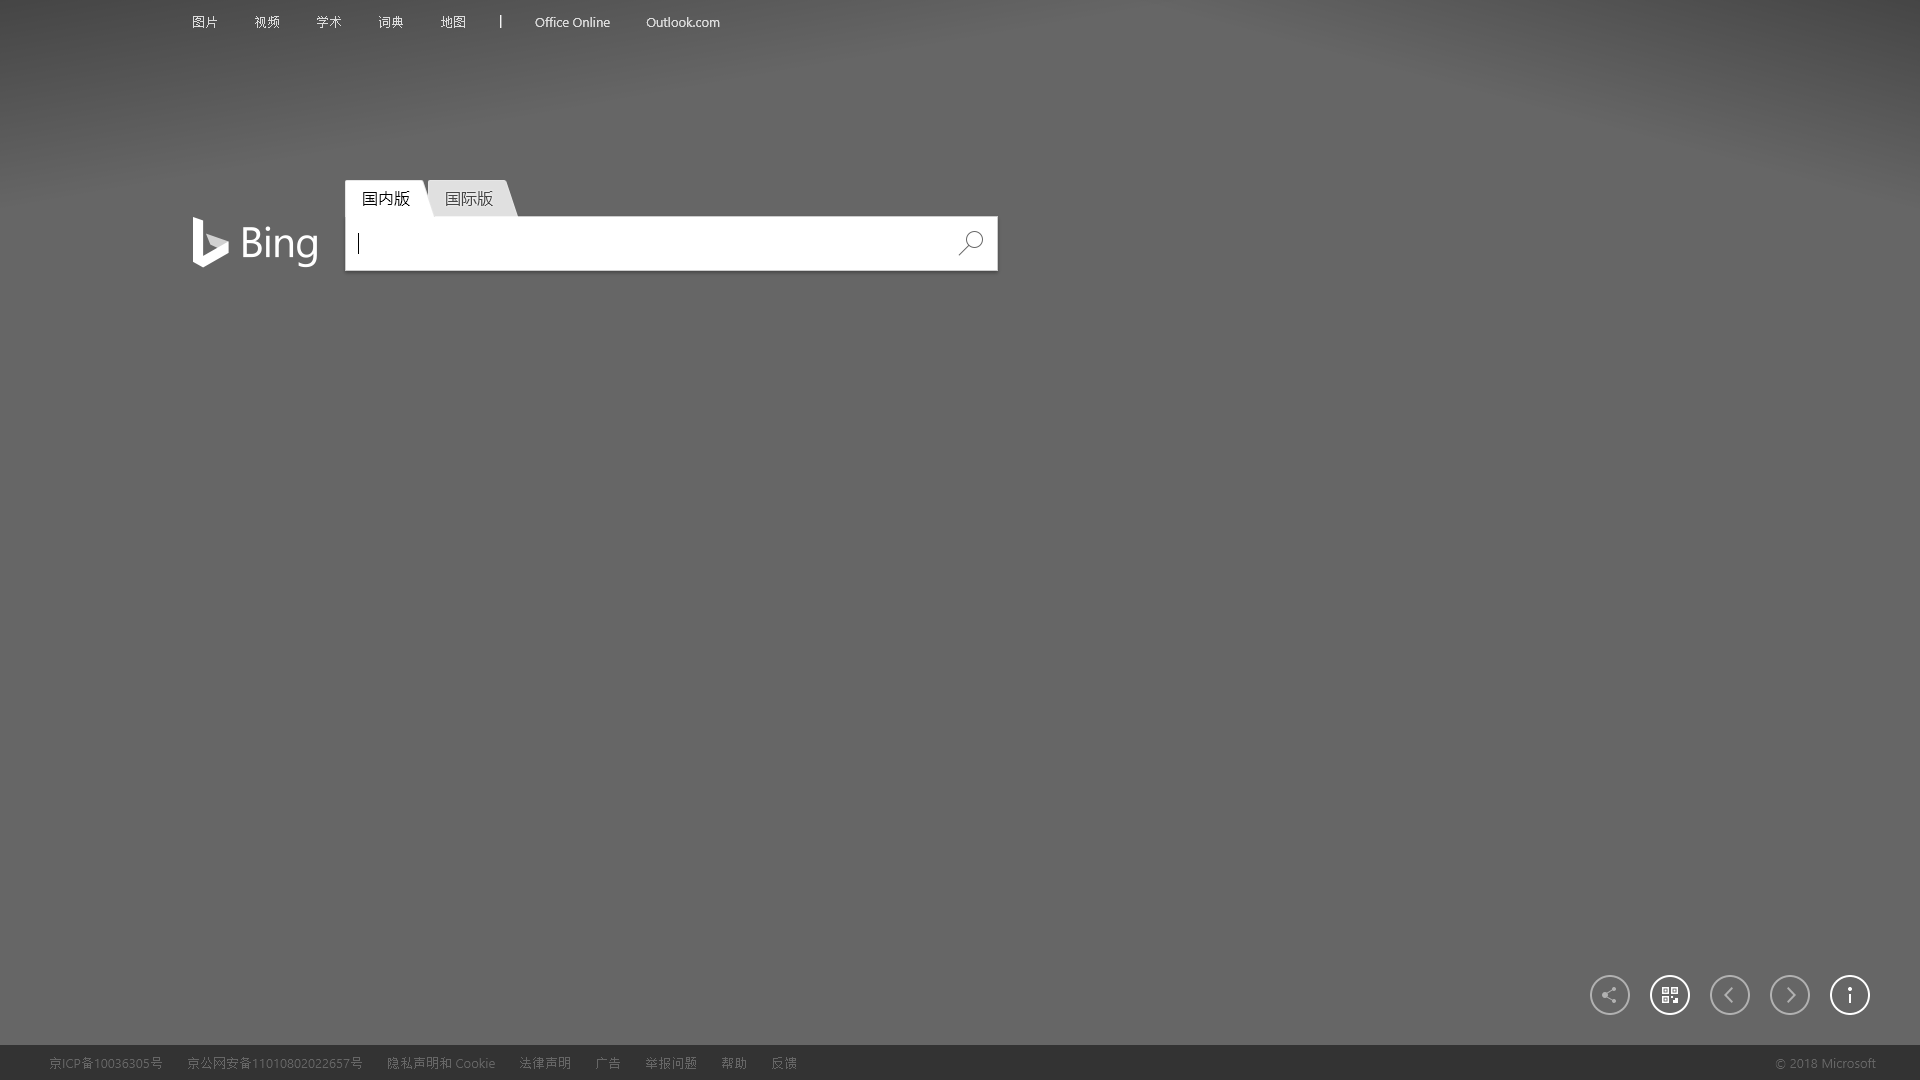 图片 视频 学术 词典 地图 | Office Online Outlook.com
国内版 国际版
Bing
京ICP备10036305号 京公网安备11010802022657号 隐私声明和 Cookie 法律声明 广告 举报问题 帮助 反馈 © 2018 Microsoft